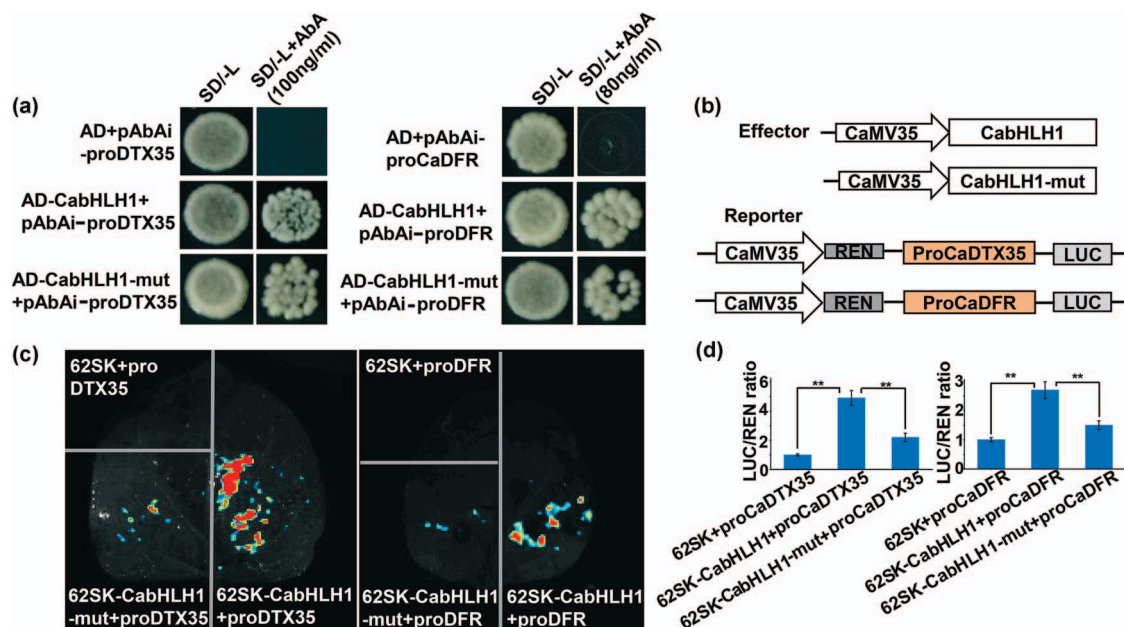 (a)
SD/-L
SD/-L+AbA
(100ng/ml)
AD+pAbAi
-proDTX35
AD-CabHLH1+
pAbAi-proDTX35
AD-CabHLH1-mut
+pAbAi-proDTX35
SD/-L
SD/-L+AbA
(80ng/ml)
AD+pAbAi-
proCaDFR
AD-CabHLH1+
pAbAi-proDFR
AD-CabHLH1-mut
+pAbAi-proDFR
(b)
Effector
CaMV35 CabHLH1
CaMV35 CabHLH1-mut
Reporter
CaMV35 REN ProCaDTX35 LUC
CaMV35 REN ProCaDFR LUC
(c)
62SK+pro
DTX35
62SK-CabHLH1
-mut+proDTX35
62SK-CabHLH1
+proDTX35
62SK+proDFR
62SK-CabHLH1
-mut+proDFR
62SK-CabHLH1
+proDFR
(d)
LUC/REN ratio
6
4
2
0
** **
62SK+proCaDTX35
62SK-CabHLH1+proCaDTX35
62SK-CabHLH1-mut+proCaDTX35
LUC/REN ratio
3
2
1
0
** **
62SK+proCaDFR
62SK-CabHLH1+proCaDFR
62SK-CabHLH1-mut+proCaDFR